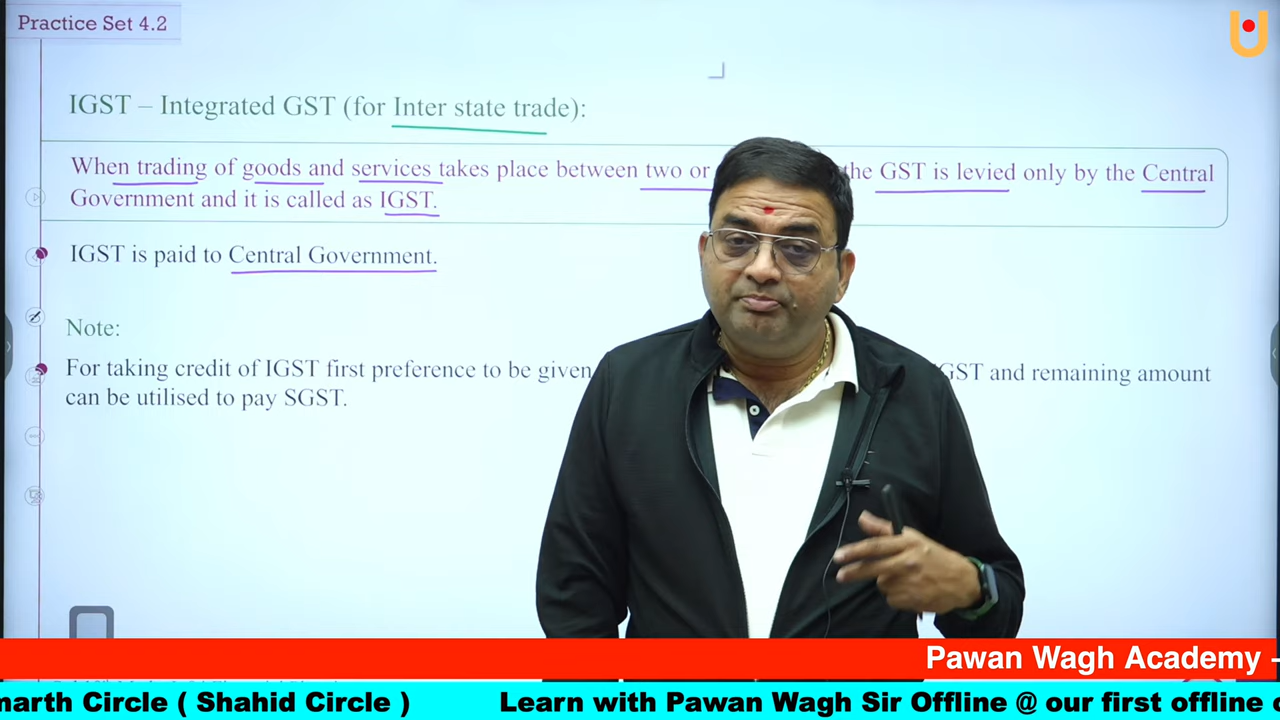 Practice Set 4.2
IGST – Integrated GST (for Inter state trade):
When trading of goods and services takes place between two or the GST is levied only by the Central
Government and it is called as IGST.
IGST is paid to Central Government.
Note:
For taking credit of IGST first preference to be given GST and remaining amount
can be utilised to pay SGST.
Pawan Wagh Academy -
marth Circle ( Shahid Circle ) Learn with Pawan Wagh Sir Offline @ our first offline